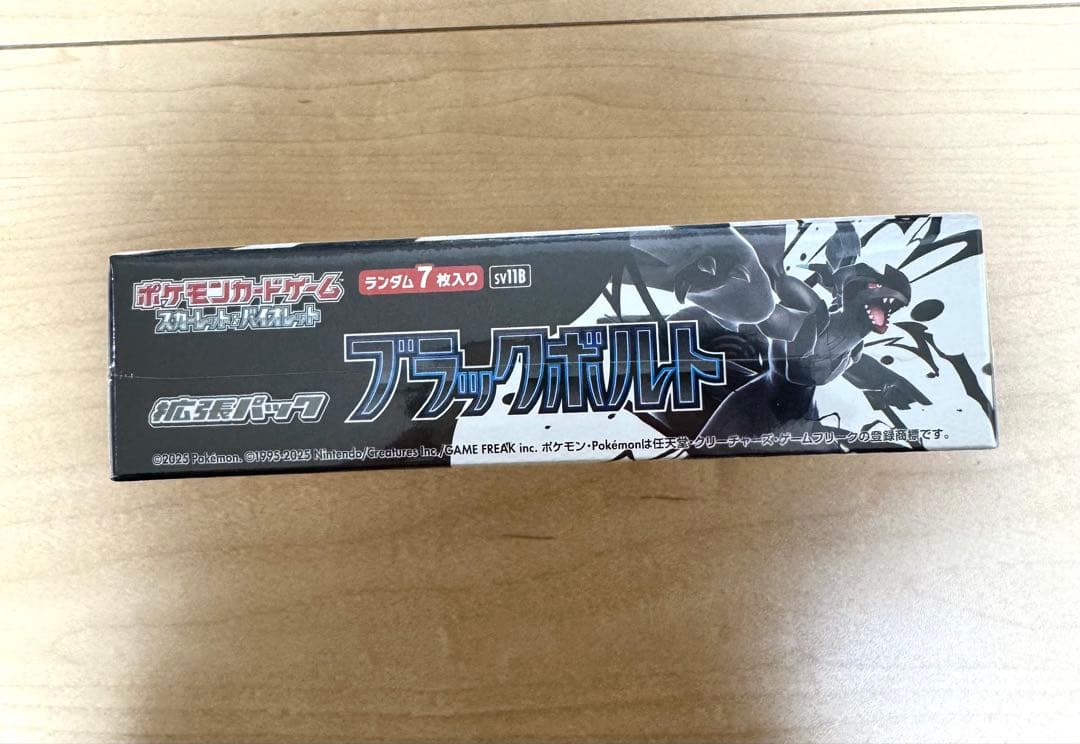 ポケモンカードゲーム
スカーレット&バイオレット
ランダム7枚入り sv11B
拡張パック
ブラックボルト
©2025 Pokémon. ©1995-2025 Nintendo/Creatures Inc./GAME FREAK inc. ポケモン・Pokémonは任天堂・クリーチャーズ・ゲームフリークの登録商標です。